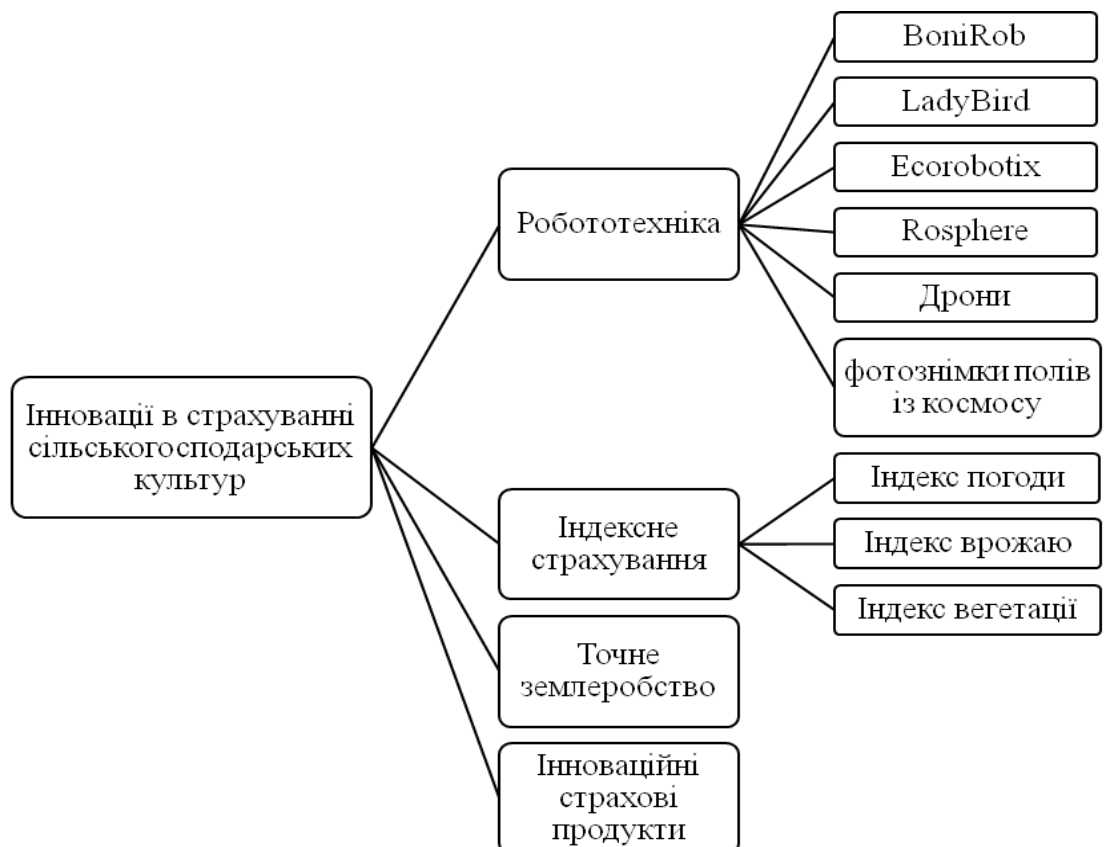 Інновації в страхуванні
сільськогосподарських
культур
Робототехніка
BoniRob
LadyBird
Ecorobotix
Rosphere
Дрони
фотознімки полів
із космосу
Індексне
страхування
Індекс погоди
Індекс врожаю
Індекс вегетації
Точне
землеробство
Інноваційні
страхові
продукти